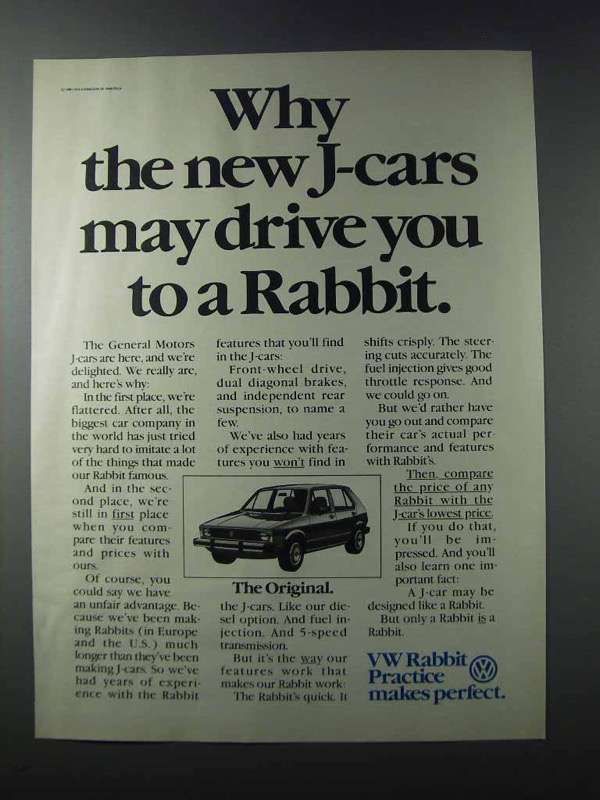 Why
the new J-cars
may drive you
to a Rabbit.
The General Motors
J-cars are here, and we're
delighted. We really are,
and here's why:
In the first place, we're
flattered. After all, the
biggest car company in
the world has just tried
very hard to imitate a lot
of the things that made
our Rabbit famous.
And in the sec-
ond place, we're
still in first place
when you com-
pare their features
and prices with
ours.
Of course, you
could say we have
an unfair advantage. Be-
cause we've been mak-
ing Rabbits (in Europe
and the U.S.) much
longer than they've been
making J-cars. So we've
had years of experi-
ence with the Rabbit
features that you'll find
in the J-cars:
Front-wheel drive,
dual diagonal brakes,
and independent rear
suspension, to name a
few.
We've also had years
of experience with fea-
tures you won't find in
The Original.
the J-cars. Like our die-
sel option. And fuel in-
jection. And 5-speed
transmission.
But it's the way our
features work that
makes our Rabbit work:
The Rabbit's quick. It
shifts crisply. The steer-
ing cuts accurately. The
fuel injection gives good
throttle response. And
we could go on.
But we'd rather have
you go out and compare
their car's actual per-
formance and features
with Rabbit's.
Then, compare
the price of any
Rabbit with the
J-car's lowest price.
If you do that,
you'll be im-
pressed. And you'll
also learn one im-
portant fact:
A J-car may be
designed like a Rabbit.
But only a Rabbit is a
Rabbit.
VW Rabbit
Practice
makes perfect.